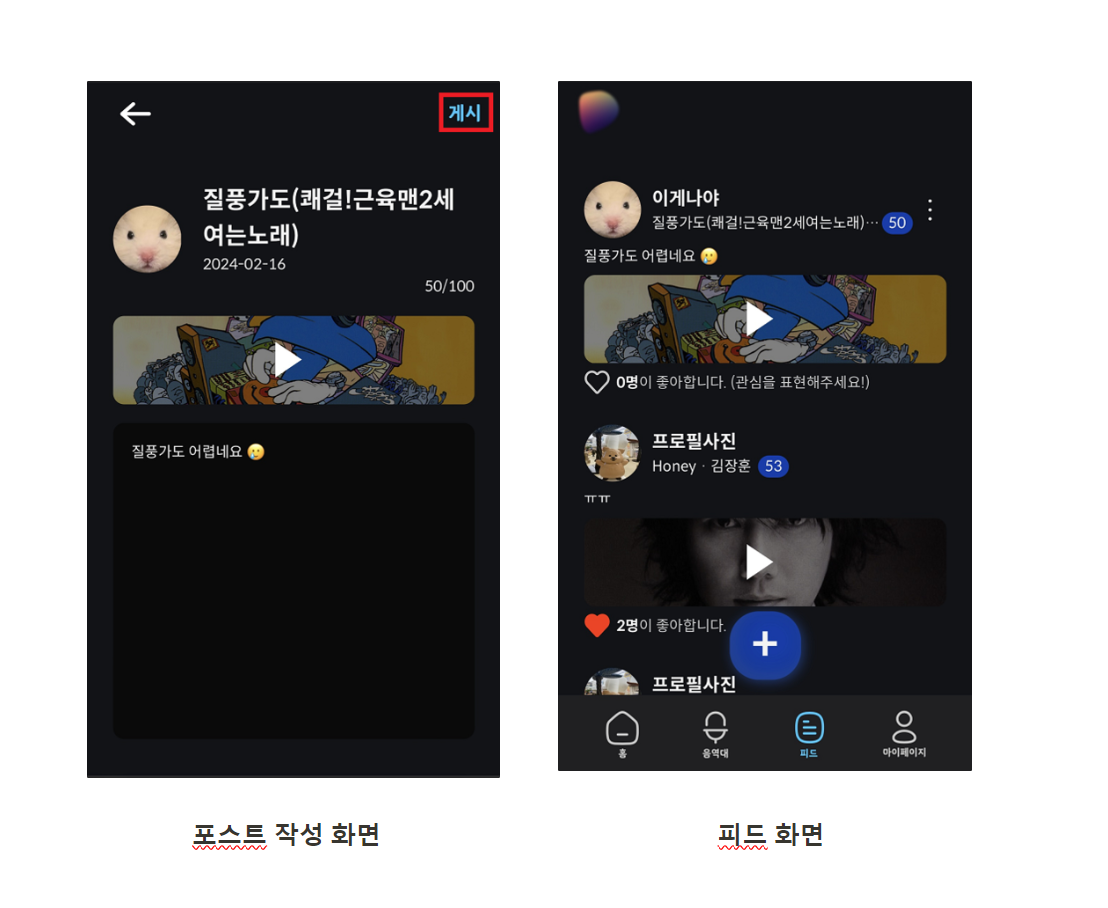 게시
질풍가도(쾌걸!근육맨2세
여는노래)
2024-02-16
50/100
질풍가도 어렵네요 🥲
이게나야
질풍가도(쾌걸!근육맨2세여는노래)··· 50
질풍가도 어렵네요 🥲
0명이 좋아합니다. (관심을 표현해주세요!)
프로필사진
Honey · 김장훈 53
ㅠㅠ
2명이 좋아합니다.
프로필사진
홈
음역대
피드
마이페이지
포스트 작성 화면
피드 화면